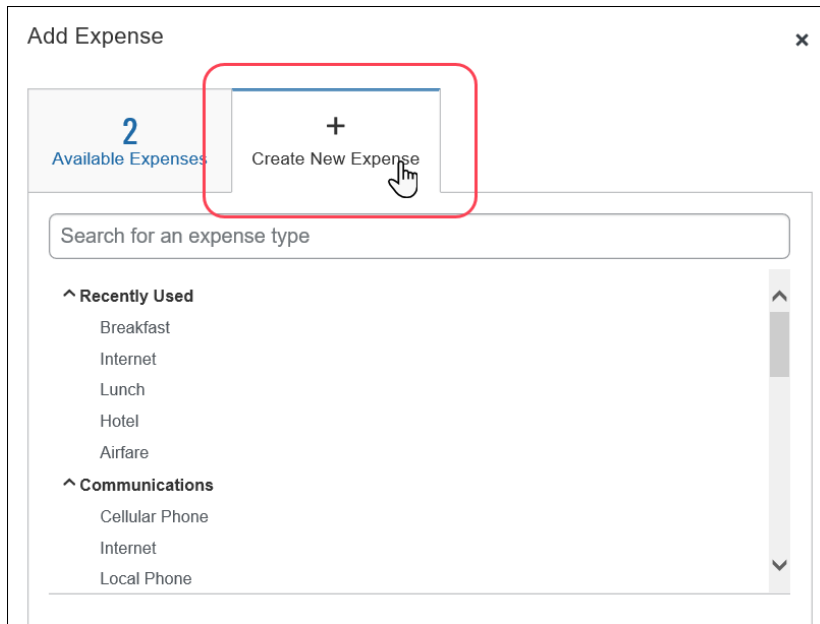 Add Expense
×
2
Available Expenses
+
Create New Expense
Search for an expense type
Recently Used
Breakfast
Internet
Lunch
Hotel
Airfare
Communications
Cellular Phone
Internet
Local Phone